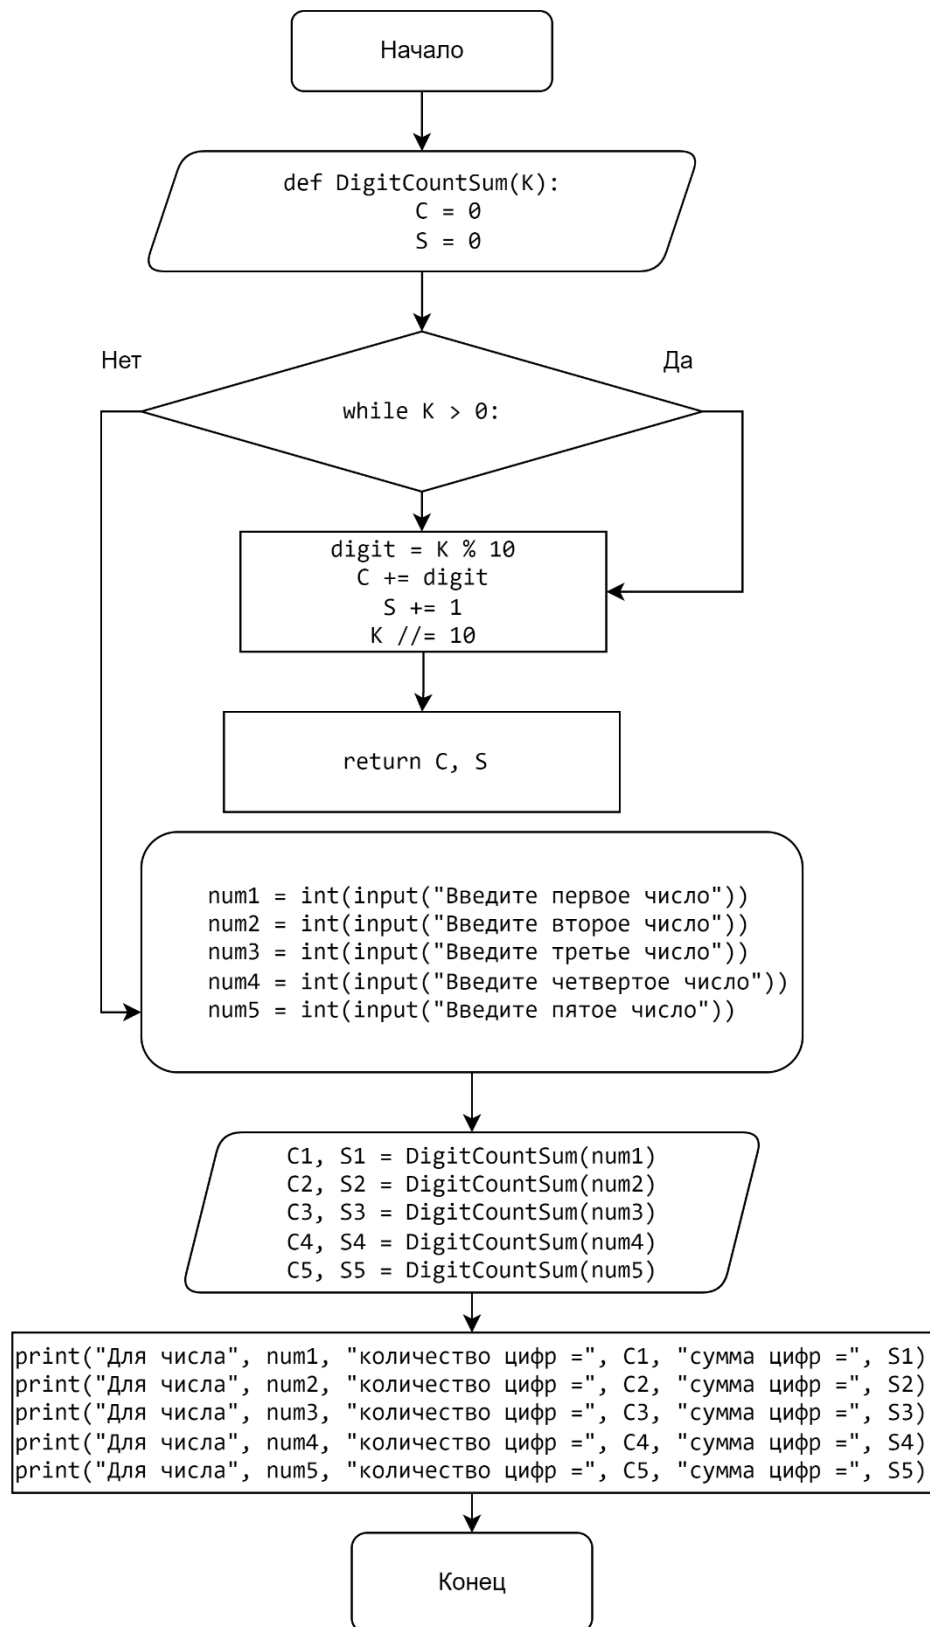 Начало
def DigitCountSum(K):
C = 0
S = 0
Нет
Да
while K > 0:
digit = K % 10
C += digit
S += 1
K //= 10
return C, S
num1 = int(input("Введите первое число"))
num2 = int(input("Введите второе число"))
num3 = int(input("Введите третье число"))
num4 = int(input("Введите четвертое число"))
num5 = int(input("Введите пятое число"))
C1, S1 = DigitCountSum(num1)
C2, S2 = DigitCountSum(num2)
C3, S3 = DigitCountSum(num3)
C4, S4 = DigitCountSum(num4)
C5, S5 = DigitCountSum(num5)
print("Для числа", num1, "количество цифр =", C1, "сумма цифр =", S1)
print("Для числа", num2, "количество цифр =", C2, "сумма цифр =", S2)
print("Для числа", num3, "количество цифр =", C3, "сумма цифр =", S3)
print("Для числа", num4, "количество цифр =", C4, "сумма цифр =", S4)
print("Для числа", num5, "количество цифр =", C5, "сумма цифр =", S5)
Конец